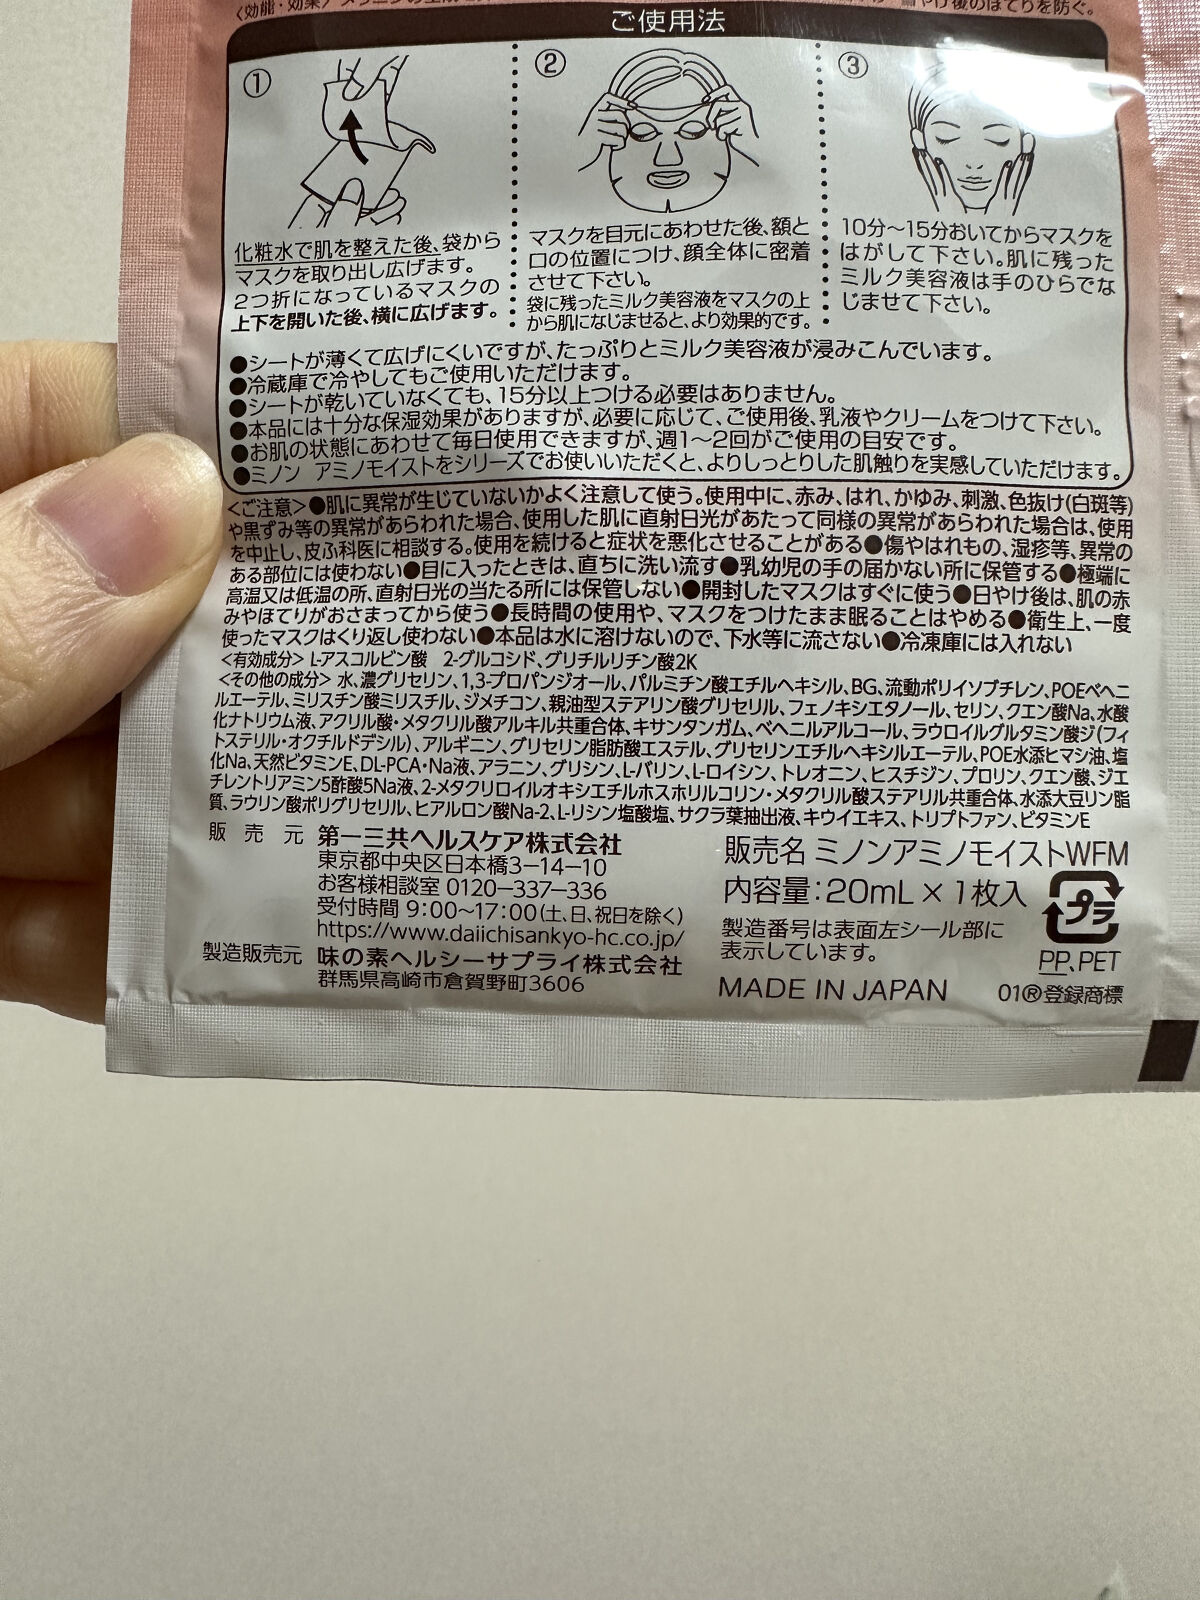 〈効能・効果〉
後のほてりを防ぐ。
ご使用法
①
化粧水で肌を整えた後、袋から
マスクを取り出し広げます。
2つ折になっているマスクの
上下を開いた後、横に広げます。
②
マスクを目元にあわせた後、額と
口の位置につけ、顔全体に密着
させて下さい。
袋に残ったミルク美容液をマスクの上
から肌になじませると、より効果的です。
③
10分～15分おいてからマスクを
はがして下さい。肌に残った
ミルク美容液は手のひらでな
じませて下さい。
●シートが薄くて広げにくいですが、たっぷりとミルク美容液が浸みこんでいます。
●冷蔵庫で冷やしてもご使用いただけます。
●シートが乾いていなくても、15分以上つける必要はありません。
●本品には十分な保湿効果がありますが、必要に応じて、ご使用後、乳液やクリームをつけて下さい。
●お肌の状態にあわせて毎日使用できますが、週1～2回がご使用の目安です。
●ミノン アミノモイストをシリーズでお使いいただくと、よりしっとりした肌触りを実感していただけます。
〈ご注意〉●肌に異常が生じていないかよく注意して使う。使用中に、赤み、はれ、かゆみ、刺激、色抜け(白斑等)
や黒ずみ等の異常があらわれた場合、使用した肌に直射日光があたって同様の異常があらわれた場合は、使用
を中止し、皮ふ科医に相談する。使用を続けると症状を悪化させることがある●傷やはれもの、湿疹等、異常の
ある部位には使わない●目に入ったときは、直ちに洗い流す●乳幼児の手の届かない所に保管する●極端に
高温又は低温の所、直射日光の当たる所には保管しない●開封したマスクはすぐに使う●日やけ後は、肌の赤
みやほてりがおさまってから使う●長時間の使用や、マスクをつけたまま眠ることはやめる●衛生上、一度
使ったマスクはくり返し使わない●本品は水に溶けないので、下水等に流さない●冷凍庫には入れない
〈有効成分〉 L-アスコルビン酸 2-グルコシド、グリチルリチン酸2K
〈その他の成分〉 水、濃グリセリン、1,3-プロパンジオール、パルミチン酸エチルヘキシル、BG、流動ポリイソブチレン、POEベヘニ
ルエーテル、ミリスチン酸ミリスチル、ジメチコン、親油型ステアリン酸グリセリル、フェノキシエタノール、セリン、クエン酸Na、水酸
化ナトリウム液、アクリル酸・メタクリル酸アルキル共重合体、キサンタンガム、ベヘニルアルコール、ラウロイルグルタミン酸ジ(フィ
トステリル・オクチルドデシル)、アルギニン、グリセリン脂肪酸エステル、グリセリンエチルヘキシルエーテル、POE水添ヒマシ油、塩
化Na、天然ビタミンE、DL-PCA・Na液、アラニン、グリシン、L-バリン、L-ロイシン、トレオニン、ヒスチジン、プロリン、クエン酸、ジエ
チレントリアミン5酢酸5Na液、2-メタクリロイルオキシエチルホスホリルコリン・メタクリル酸ステアリル共重合体、水添大豆リン脂
質、ラウリン酸ポリグリセリル、ヒアルロン酸Na-2、L-リシン塩酸塩、サクラ葉抽出液、キウイエキス、トリプトファン、ビタミンE
販売元 第一三共ヘルスケア株式会社
東京都中央区日本橋3-14-10
お客様相談室 0120-337-336
受付時間 9:00～17:00(土、日、祝日を除く)
https://www.daiichisankyo-hc.co.jp/
製造販売元 味の素ヘルシーサプライ株式会社
群馬県高崎市倉賀野町3606
販売名 ミノンアミノモイストWFM
内容量：20mL×1枚入
プラ
製造番号は表面左シール部に
表示しています。
PP、PET
MADE IN JAPAN
01®登録商標